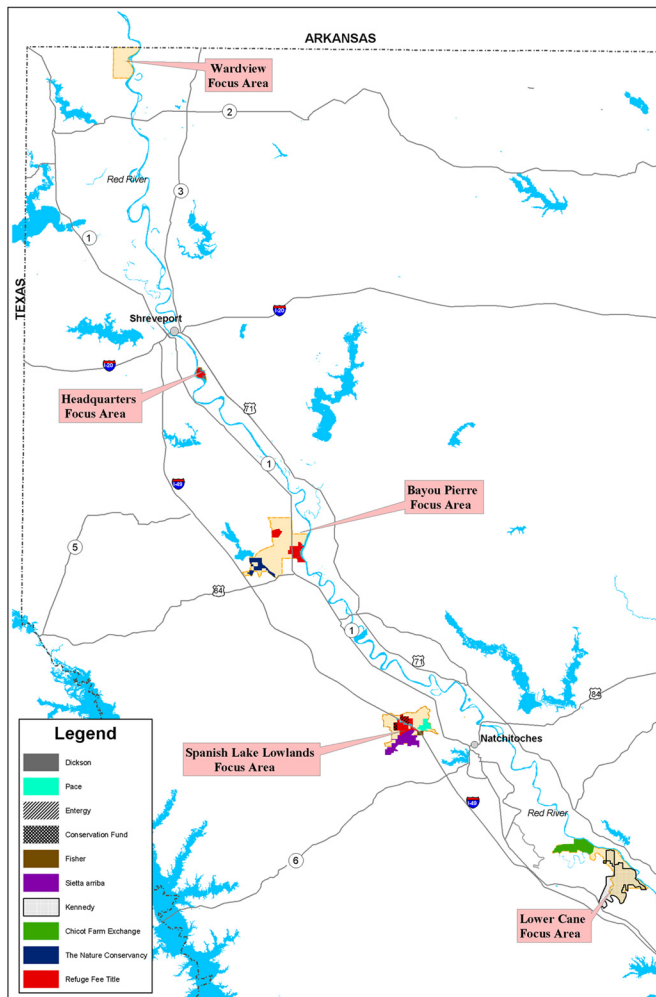 ARKANSAS
Wardview
Focus Area
2
Red River
3
1
TEXAS
Shreveport
I-20
I-20
Headquarters
Focus Area
71
1
I-49
Bayou Pierre
Focus Area
5
84
1
71
84
Spanish Lake Lowlands
Focus Area
Natchitoches
I-49
Red River
6
Lower Cane
Focus Area
Legend
Dickson
Pace
Entergy
Conservation Fund
Fisher
Sietta arriba
Kennedy
Chicot Farm Exchange
The Nature Conservancy
Refuge Fee Title